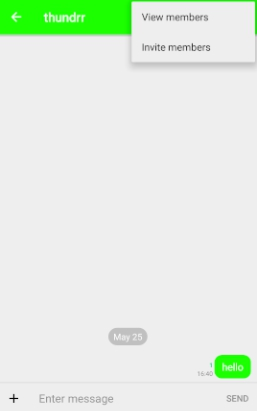 thundrr
View members
Invite members
May 25
1
16:40
hello
Enter message
SEND